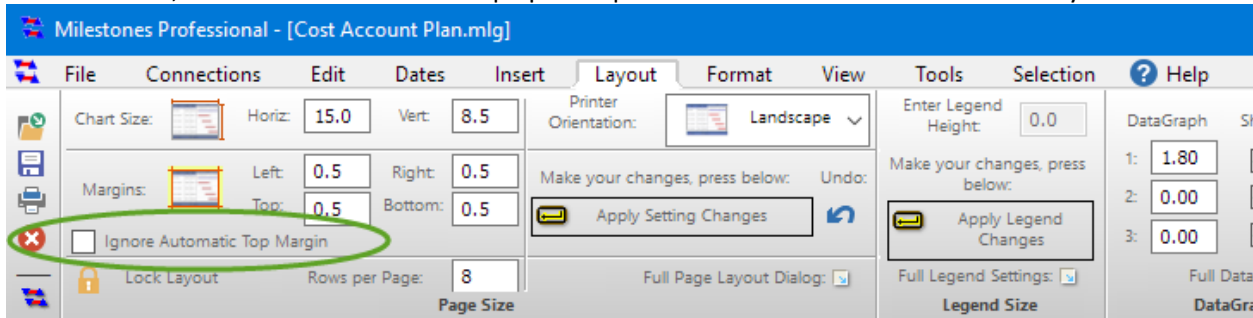 Milestones Professional - [Cost Account Plan.mlg]
File Connections Edit Dates Insert Layout Format View Tools Selection ? Help
Chart Size: Horiz: 15.0 Vert: 8.5
Margins: Left: 0.5 Right: 0.5
Top: 0.5 Bottom: 0.5
Ignore Automatic Top Margin
Lock Layout Rows per Page: 8
Page Size
Printer
Orientation: Landscape
Make your changes, press below: Undo:
Apply Setting Changes
Full Page Layout Dialog:
Enter Legend
Height: 0.0
Make your changes, press
below:
Apply Legend
Changes
Full Legend Settings:
Legend Size
DataGraph
1: 1.80
2: 0.00
3: 0.00
Full Data
DataGra